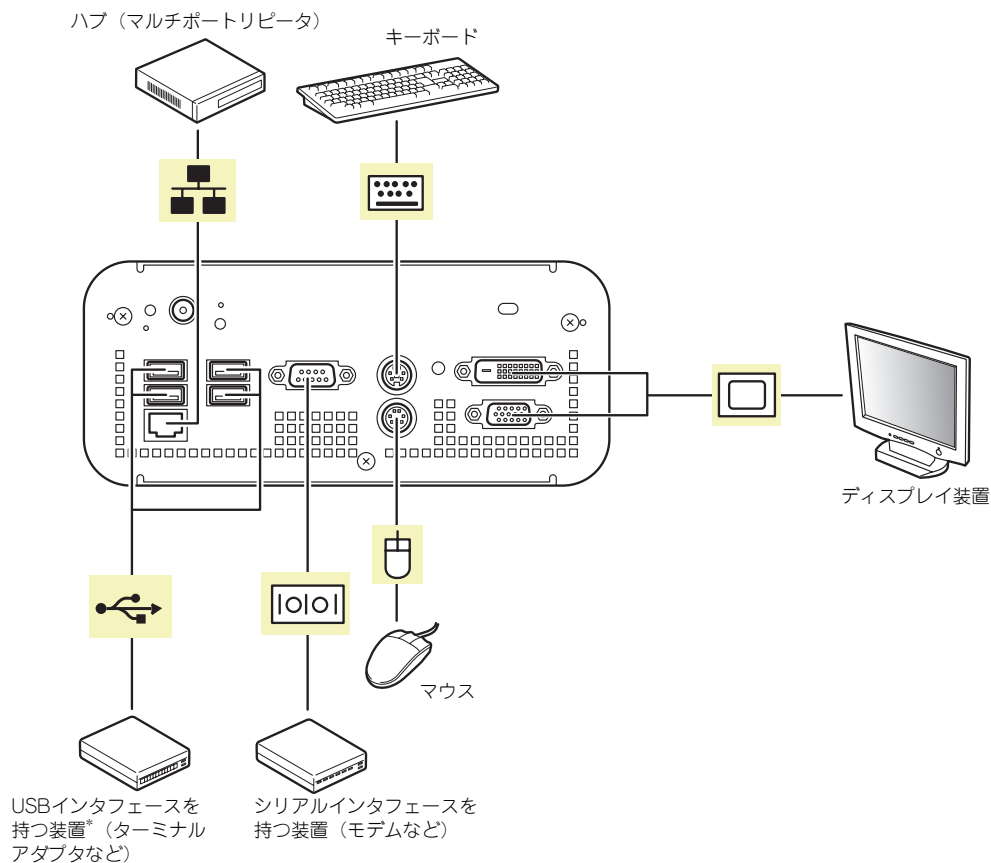 ハブ（マルチポートリピータ）
キーボード
ディスプレイ装置
マウス
USBインタフェースを
持つ装置*（ターミナル
アダプタなど）
シリアルインタフェースを
持つ装置（モデムなど）